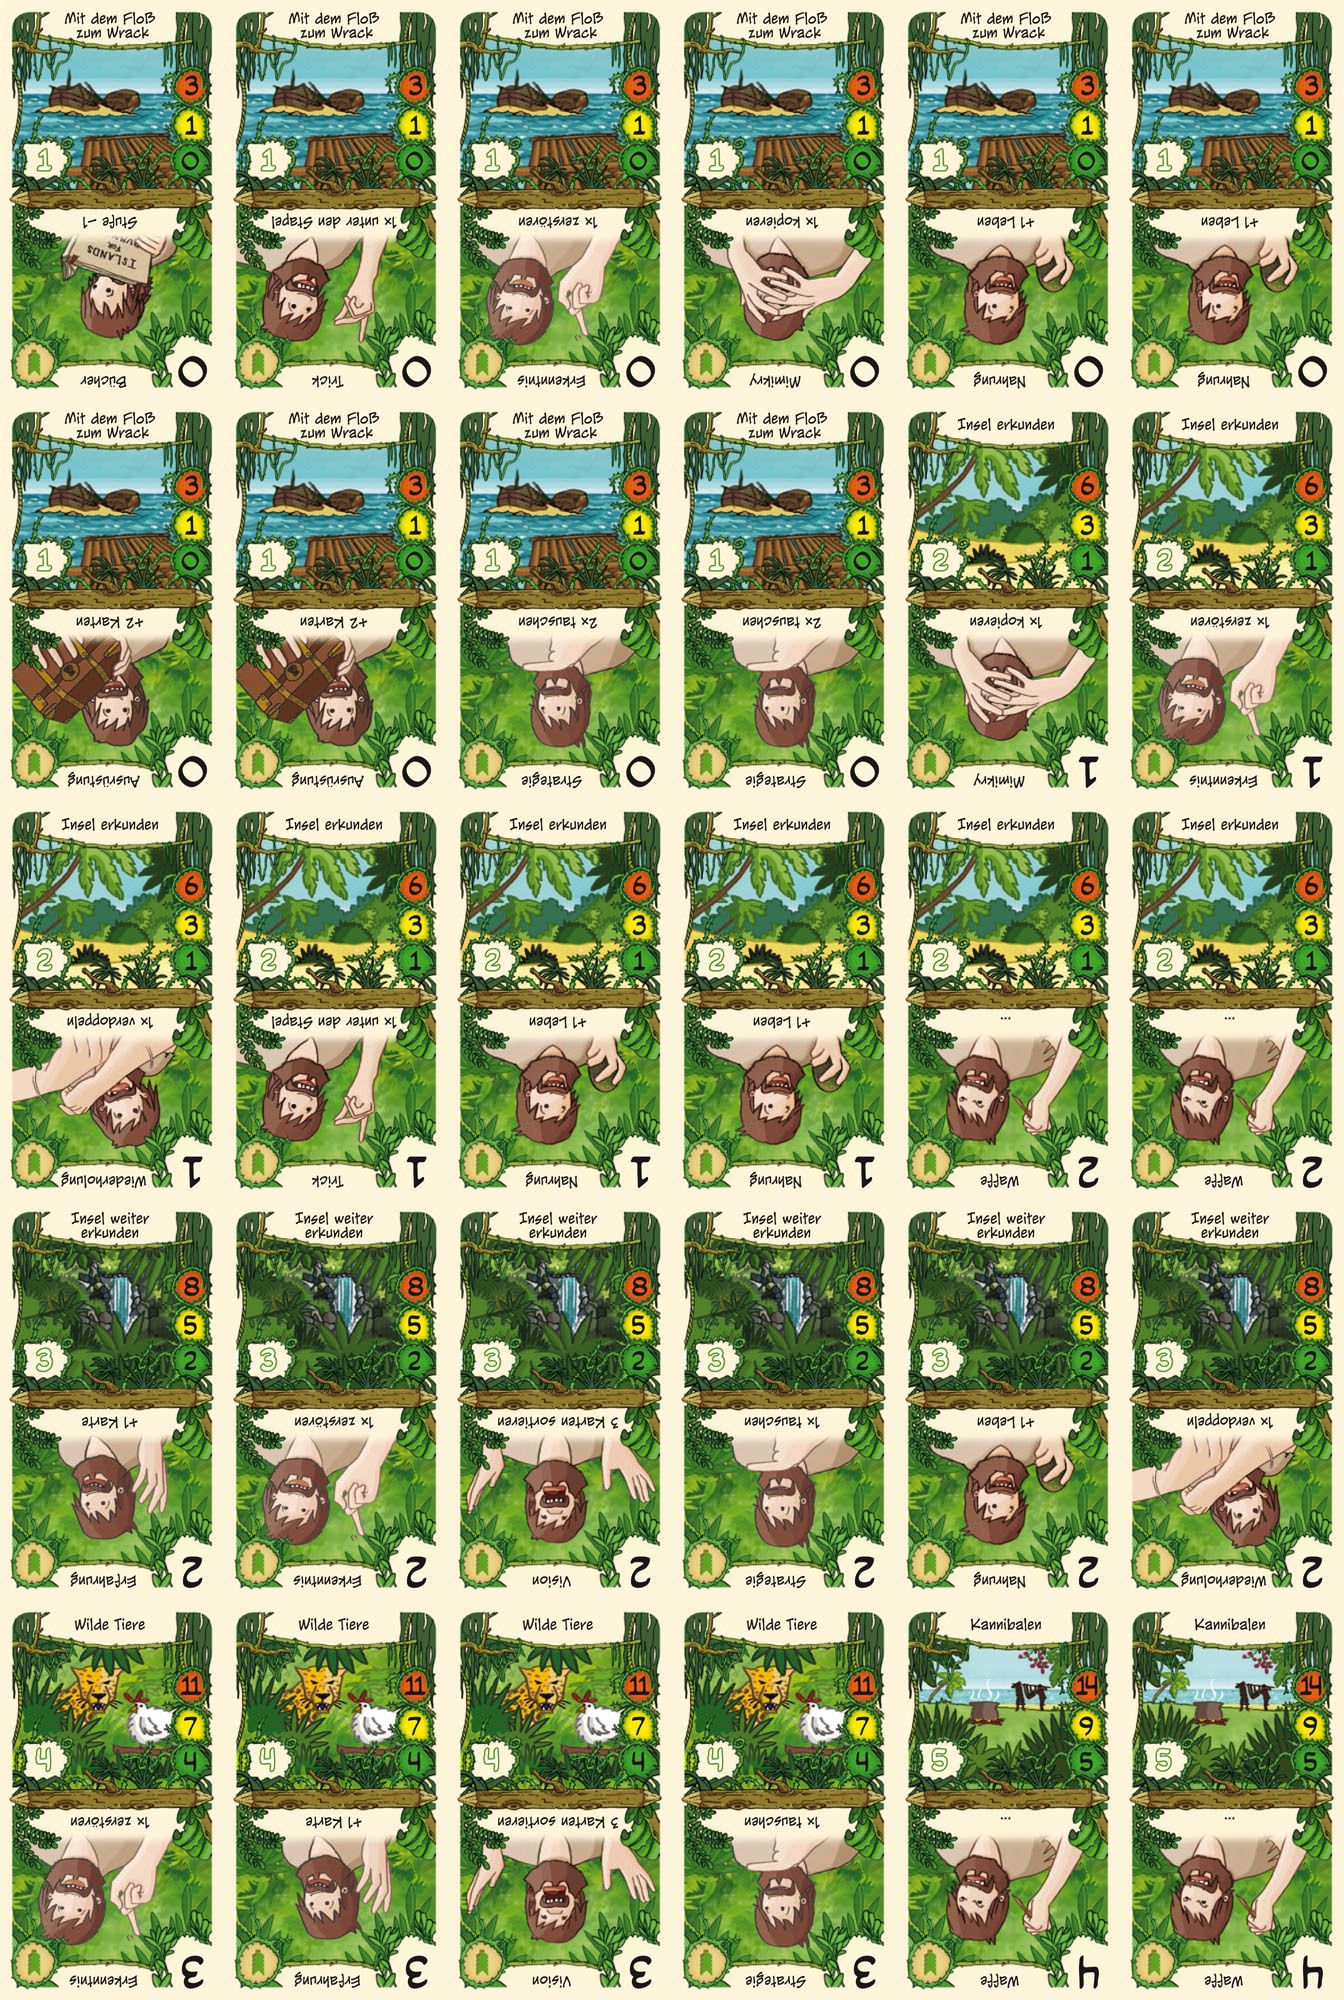 Mit dem Floß
zum Wrack
3
1
1 0
Stufe -1
ISLANDS
FOR
Bücher 0
Mit dem Floß
zum Wrack
3
1
1 0
1x unter den Stapel
Trick 0
Mit dem Floß
zum Wrack
3
1
1 0
1x zerstören
Erkenntnis 0
Mit dem Floß
zum Wrack
3
1
1 0
1x kopieren
Mimikry 0
Mit dem Floß
zum Wrack
3
1
1 0
+1 Leben
Nahrung 0
Mit dem Floß
zum Wrack
3
1
1 0
+1 Leben
Nahrung 0
Mit dem Floß
zum Wrack
3
1
1 0
+2 Karten
Ausrüstung 0
Mit dem Floß
zum Wrack
3
1
1 0
+2 Karten
Ausrüstung 0
Mit dem Floß
zum Wrack
3
1
1 0
2x tauschen
Strategie 0
Mit dem Floß
zum Wrack
3
1
1 0
2x tauschen
Strategie 0
Insel erkunden
6
3
2 1
1x kopieren
Mimikry 1
Insel erkunden
6
3
2 1
1x zerstören
Erkenntnis 1
Insel erkunden
6
3
2 1
1x verdoppeln
Wiederholung 1
Insel erkunden
6
3
2 1
1x unter den Stapel
Trick 1
Insel erkunden
6
3
2 1
+1 Leben
Nahrung 1
Insel erkunden
6
3
2 1
+1 Leben
Nahrung 1
Insel erkunden
6
3
2 1
...
Waffe 2
Insel erkunden
6
3
2 1
...
Waffe 2
Insel weiter
erkunden
8
5
3 2
+1 Karte
Erfahrung 2
Insel weiter
erkunden
8
5
3 2
1x zerstören
Erkenntnis 2
Insel weiter
erkunden
8
5
3 2
3 Karten sortieren
Vision 2
Insel weiter
erkunden
8
5
3 2
1x tauschen
Strategie 2
Insel weiter
erkunden
8
5
3 2
+1 Leben
Nahrung 2
Insel weiter
erkunden
8
5
3 2
1x verdoppeln
Wiederholung 2
Wilde Tiere
11
7
4 4
1x zerstören
Erkenntnis 3
Wilde Tiere
11
7
4 4
+1 Karte
Erfahrung 3
Wilde Tiere
11
7
4 4
3 Karten sortieren
Vision 3
Wilde Tiere
11
7
4 4
1x tauschen
Strategie 3
Kannibalen
14
9
5 5
...
Waffe 4
Kannibalen
14
9
5 5
...
Waffe 4